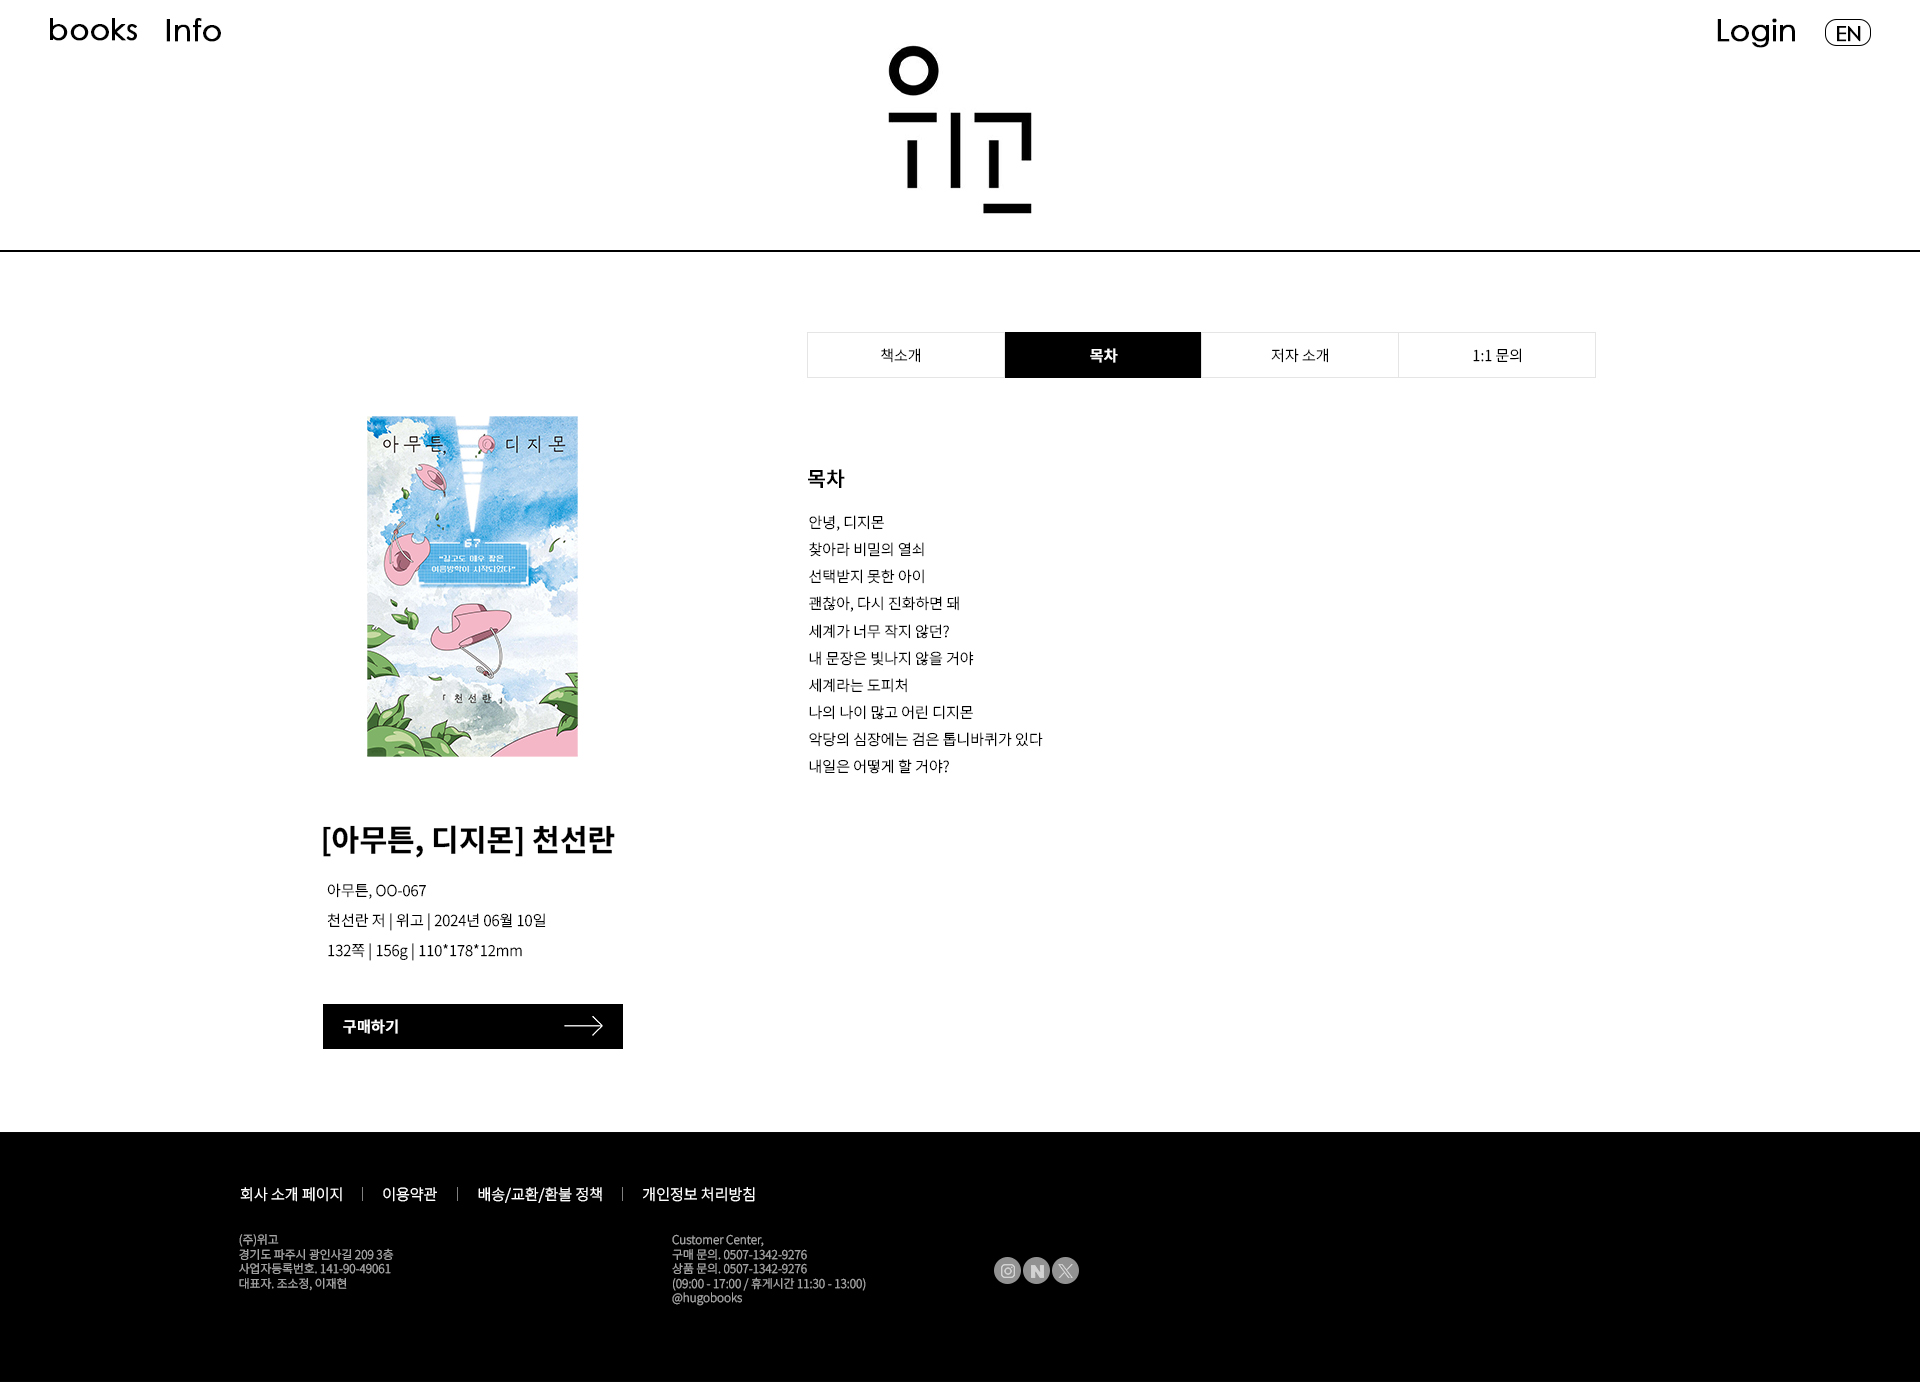 books
Info
Login
EN
위고
책소개
목차
저자 소개
1:1 문의
아무튼, 디지몬
67
"길고도 매우 짧은
여름방학이 시작되었다"
「 천선란 」
목차
안녕, 디지몬
찾아라 비밀의 열쇠
선택받지 못한 아이
괜찮아, 다시 진화하면 돼
세계가 너무 작지 않던?
내 문장은 빛나지 않을 거야
세계라는 도피처
나의 나이 많고 어린 디지몬
악당의 심장에는 검은 톱니바퀴가 있다
내일은 어떻게 할 거야?
[아무튼, 디지몬] 천선란
아무튼, OO-067
천선란 저 | 위고 | 2024년 06월 10일
132쪽 | 156g | 110*178*12mm
구매하기
회사 소개 페이지
이용약관
배송/교환/환불 정책
개인정보 처리방침
(주)위고
경기도 파주시 광인사길 209 3층
사업자등록번호. 141-90-49061
대표자. 조소정, 이재현
Customer Center,
구매 문의. 0507-1342-9276
상품 문의. 0507-1342-9276
(09:00 - 17:00 / 휴게시간 11:30 - 13:00)
@hugobooks